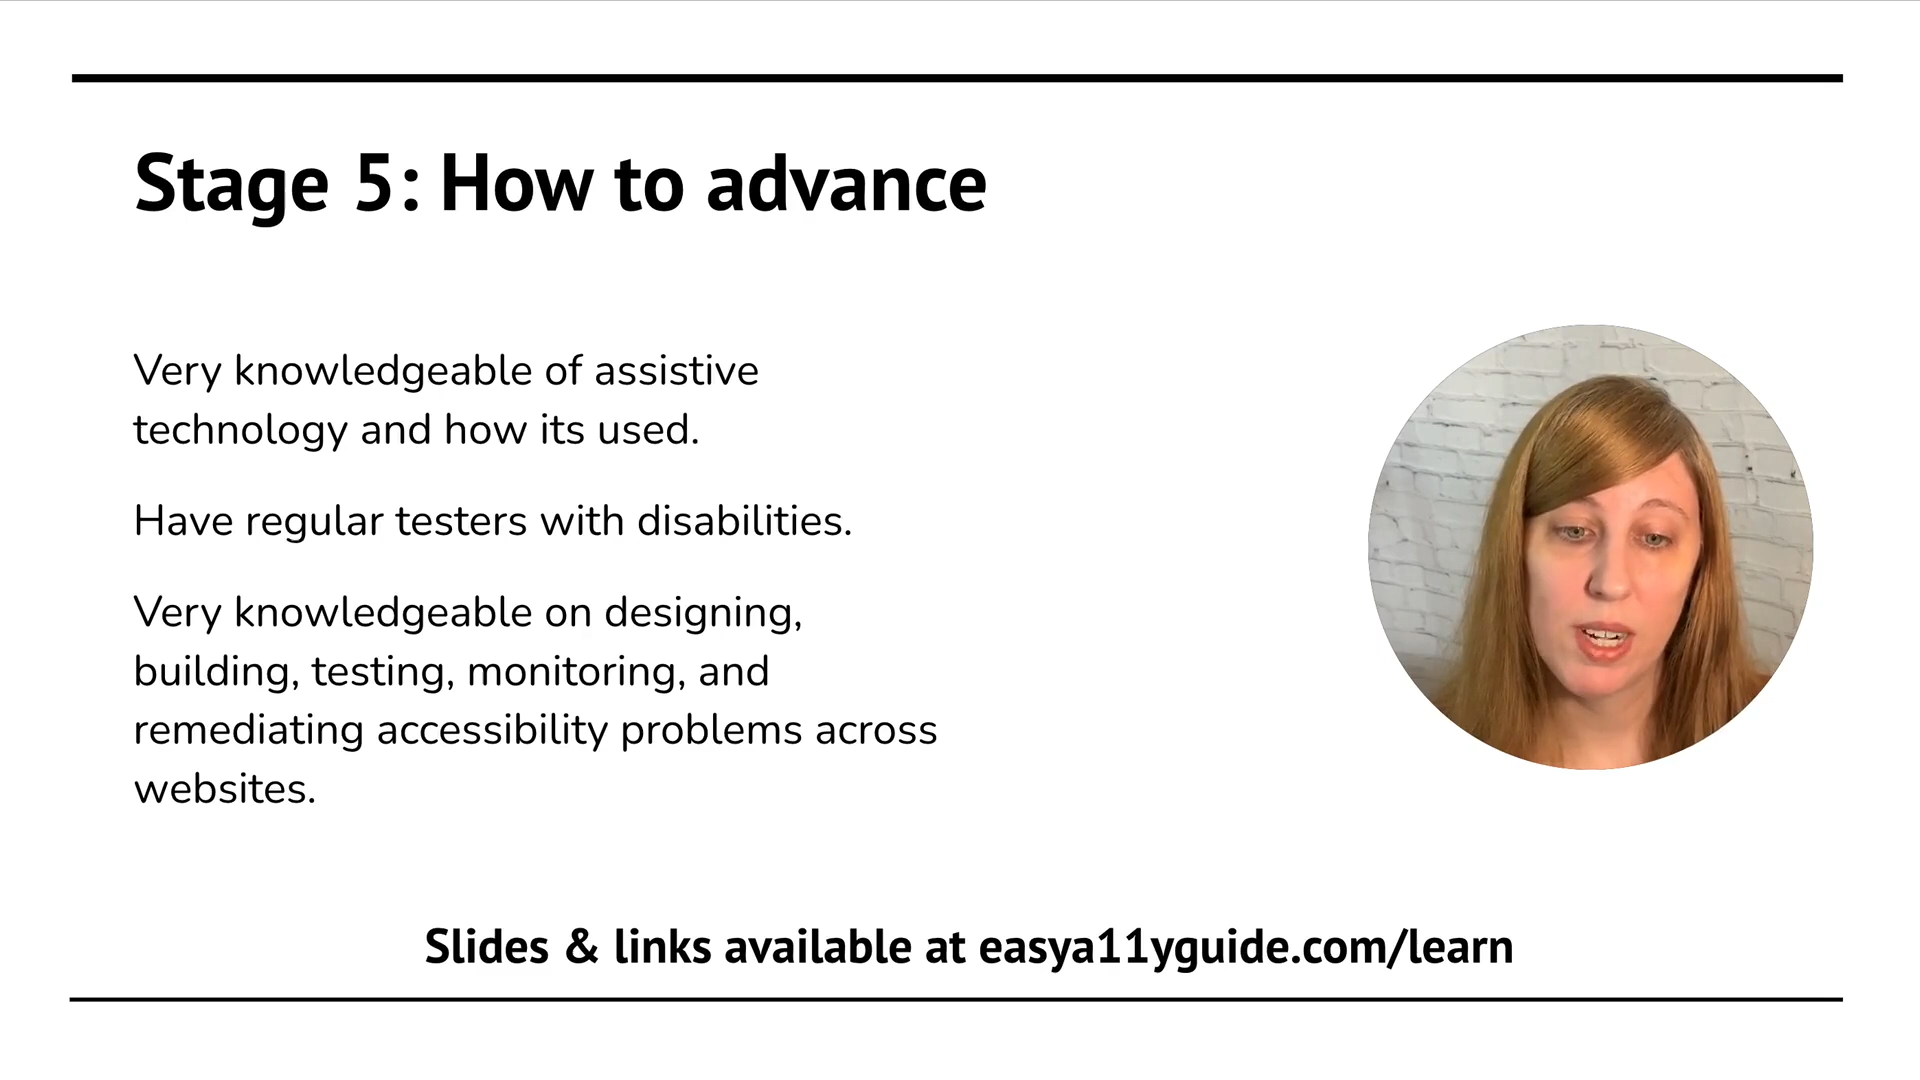 Stage 5: How to advance
Very knowledgeable of assistive
technology and how its used.
Have regular testers with disabilities.
Very knowledgeable on designing,
building, testing, monitoring, and
remediating accessibility problems across
websites.
Slides & links available at easya11yguide.com/learn